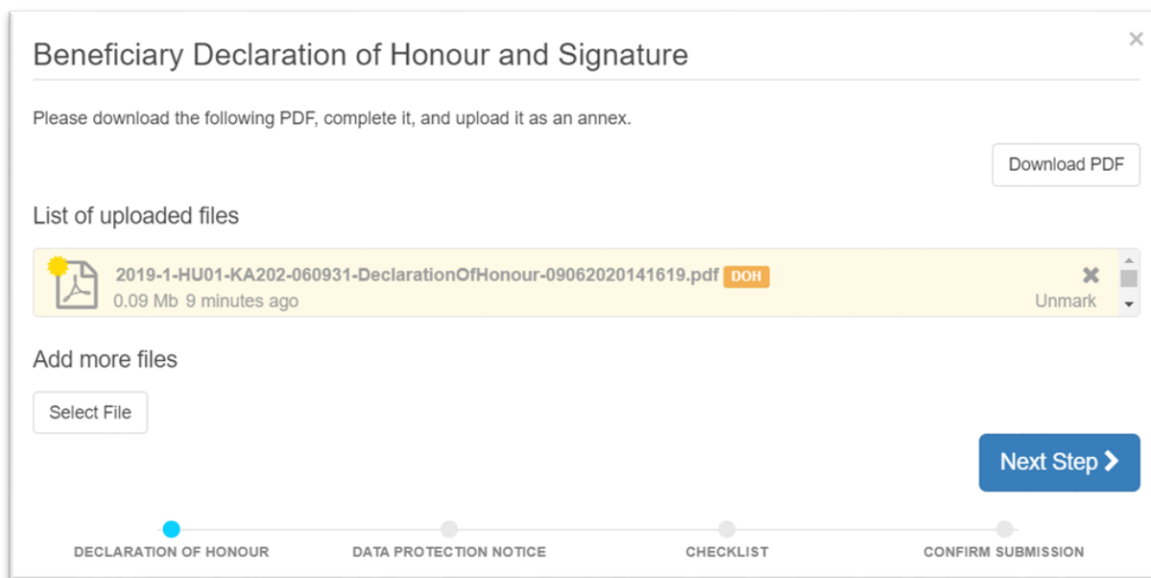 Beneficiary Declaration of Honour and Signature
×
Please download the following PDF, complete it, and upload it as an annex.
Download PDF
List of uploaded files
2019-1-HU01-KA202-060931-DeclarationOfHonour-09062020141619.pdf DOH
0.09 Mb 9 minutes ago
Unmark
Add more files
Select File
Next Step
DECLARATION OF HONOUR
DATA PROTECTION NOTICE
CHECKLIST
CONFIRM SUBMISSION